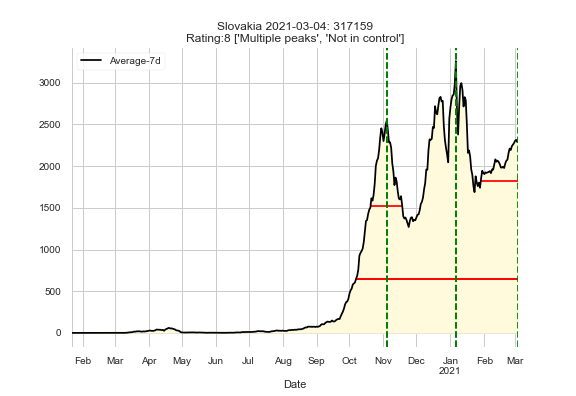 Slovakia 2021-03-04: 317159
Rating:8 ['Multiple peaks', 'Not in control']
Average-7d
3000
2500
2000
1500
1000
500
0
Feb Mar Apr May Jun Jul Aug Sep Oct Nov Dec Jan Feb Mar
2021
Date